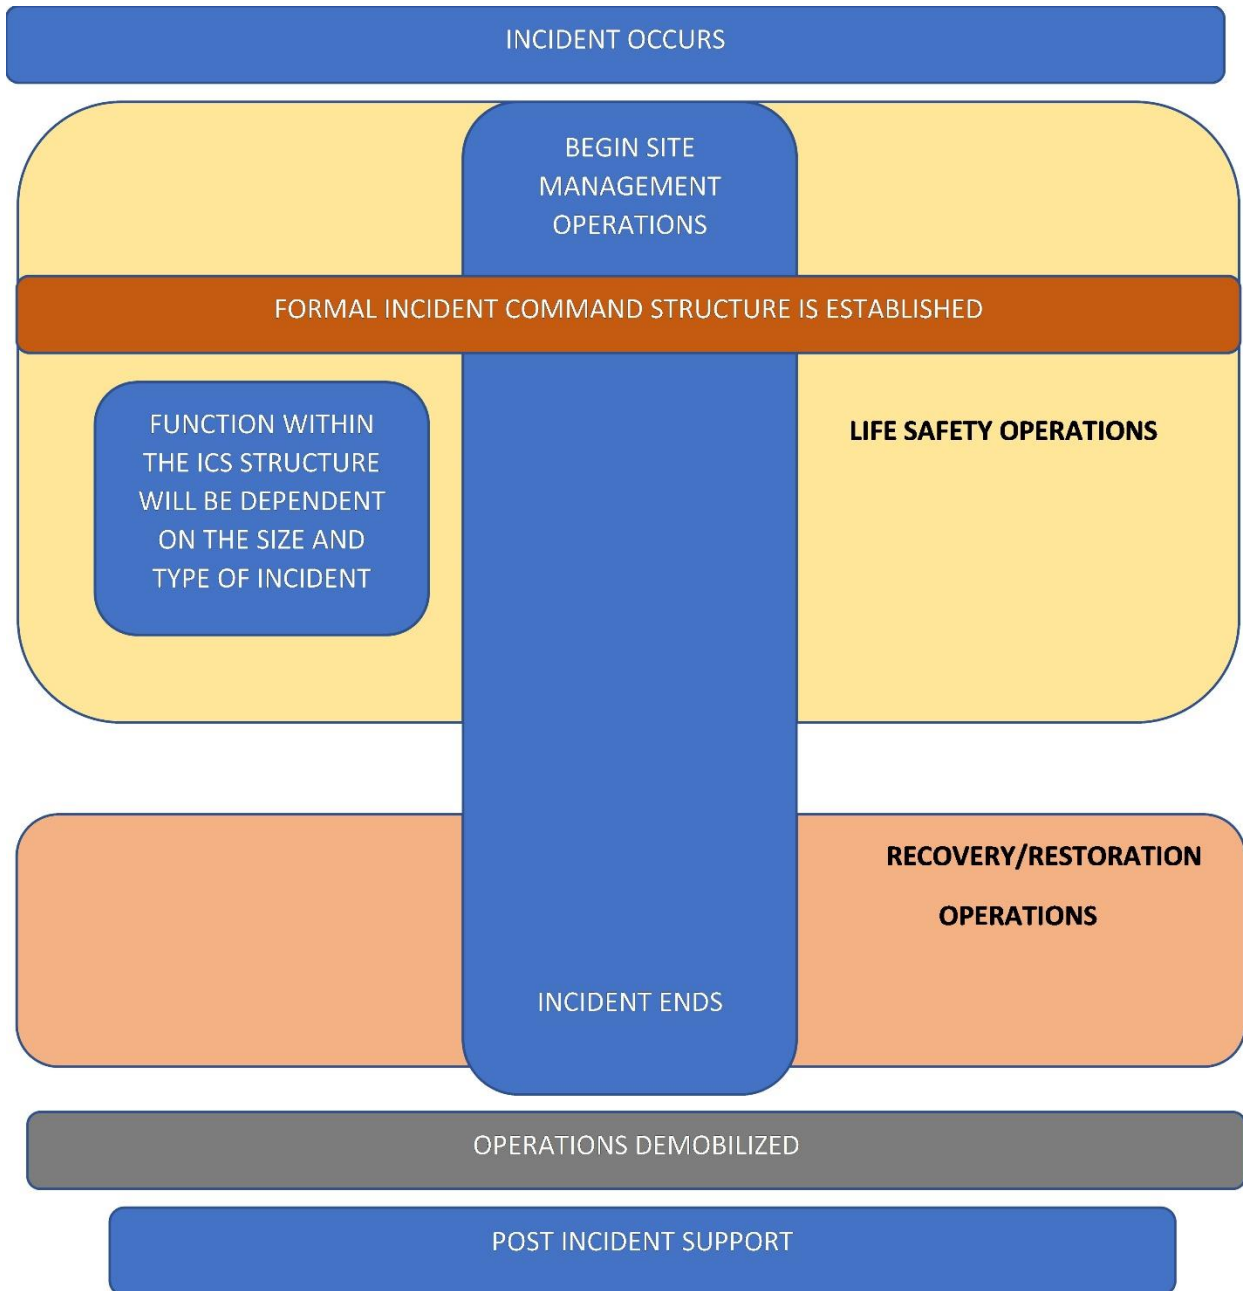 INCIDENT OCCURS
BEGIN SITE
MANAGEMENT
OPERATIONS
FORMAL INCIDENT COMMAND STRUCTURE IS ESTABLISHED
FUNCTION WITHIN
THE ICS STRUCTURE
WILL BE DEPENDENT
ON THE SIZE AND
TYPE OF INCIDENT
LIFE SAFETY OPERATIONS
RECOVERY/RESTORATION
OPERATIONS
INCIDENT ENDS
OPERATIONS DEMOBILIZED
POST INCIDENT SUPPORT